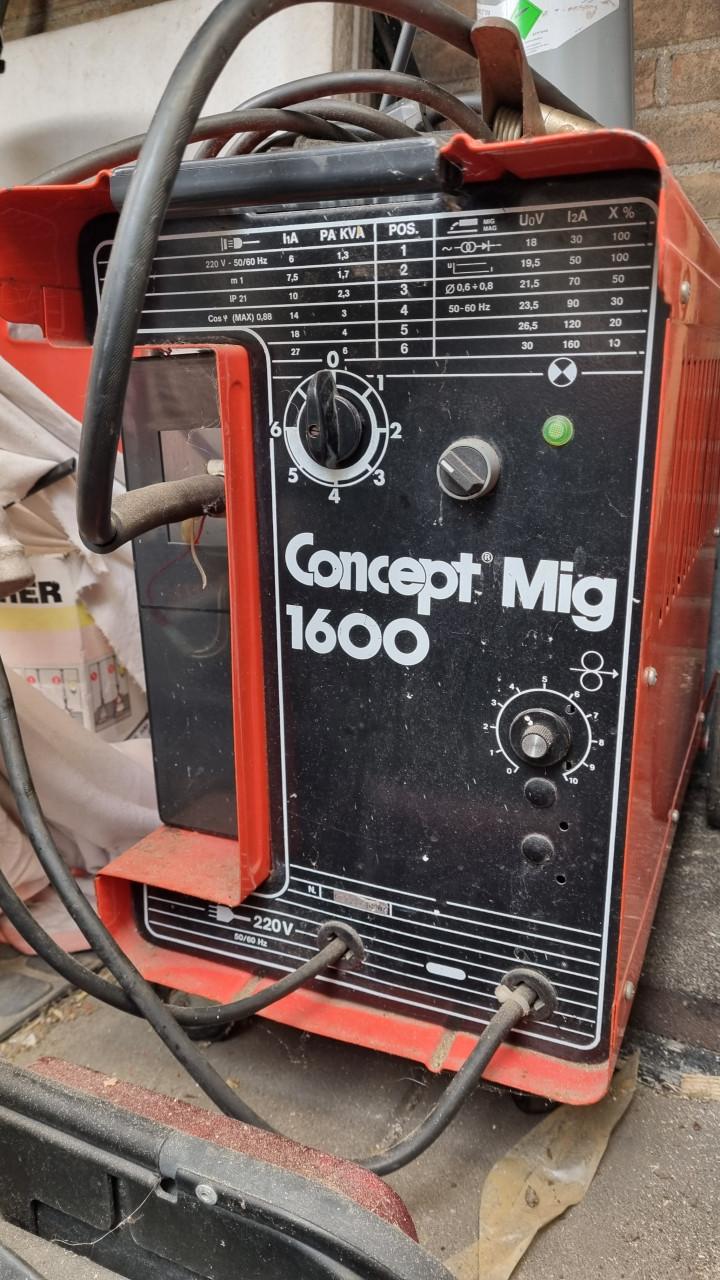 I1A PA KVA POS. MIG MAG U0V I2A X %
220 V - 50/60 Hz 6 1,3 1 ~ 18 30 100
m 1 7,5 1,7 2 19,5 50 100
IP 21 10 2,3 3 Ø 0,6 ÷ 0,8 21,5 70 50
Cos φ (MAX) 0,88 14 3 4 50-60 Hz 23,5 90 30
18 4 5 26,5 120 20
27 6 6 30 160 10
0
1
2
3
4
5
6
Concept® Mig
1600
0
1
2
3
4
5
6
7
8
9
10
N.
220V
50/60 Hz
HER